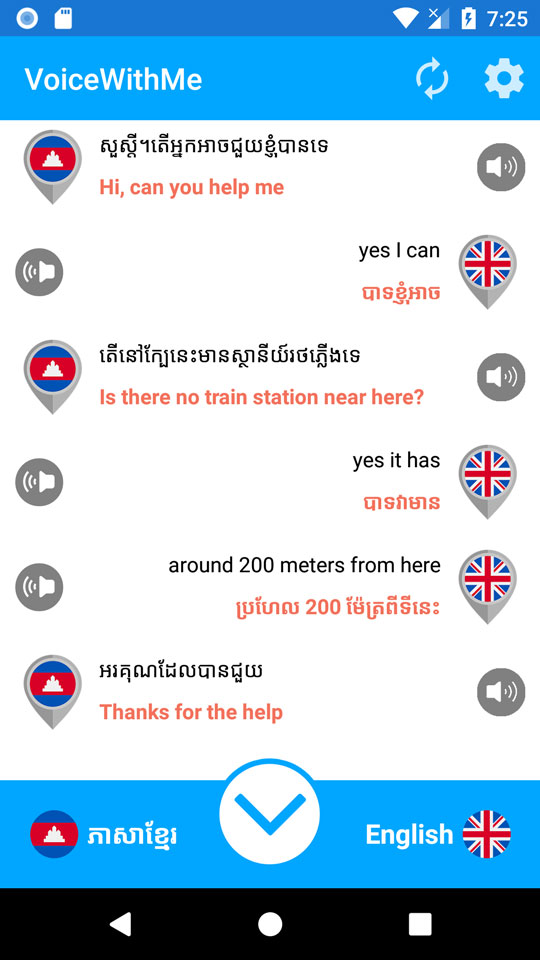 7:25
VoiceWithMe
សួស្តី។តើអ្នកអាចជួយខ្ញុំបានទេ
Hi, can you help me
yes I can
បាទខ្ញុំអាច
តើនៅក្បែនេះមានស្ថានីយ៍រថភ្លើងទេ
Is there no train station near here?
yes it has
បាទវាមាន
around 200 meters from here
ប្រហែល 200 ម៉ែត្រពីទីនេះ
អរគុណដែលបានជួយ
Thanks for the help
ភាសាខ្មែរ
English